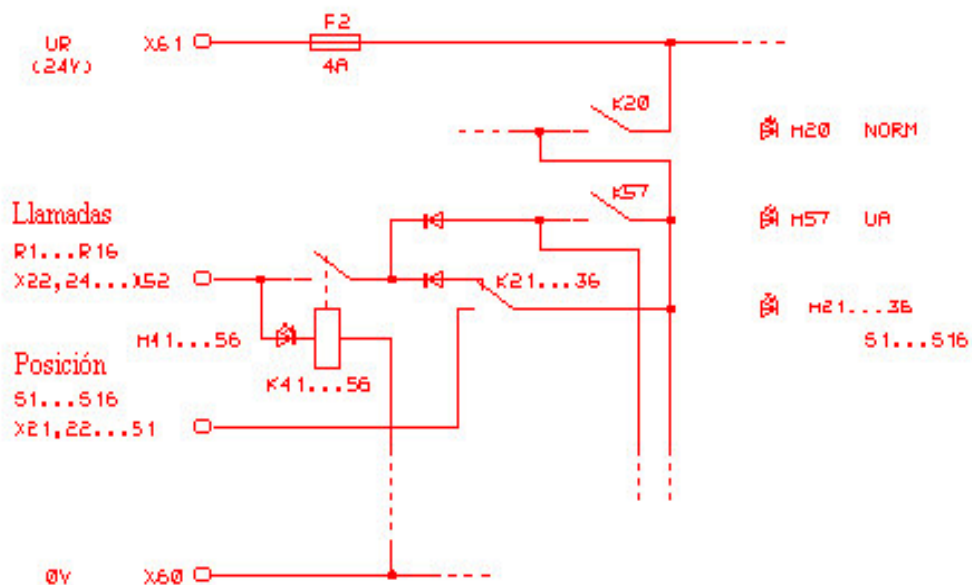 F2
UR X61
(24V) 4A
K20
H20 NORM
K57
Llamadas H57 UA
R1...R16
X22,24...X52 K21...36
H21...36
H41...56 S1...S16
Posición K41...56
S1...S16
X21,22...51
0V X60